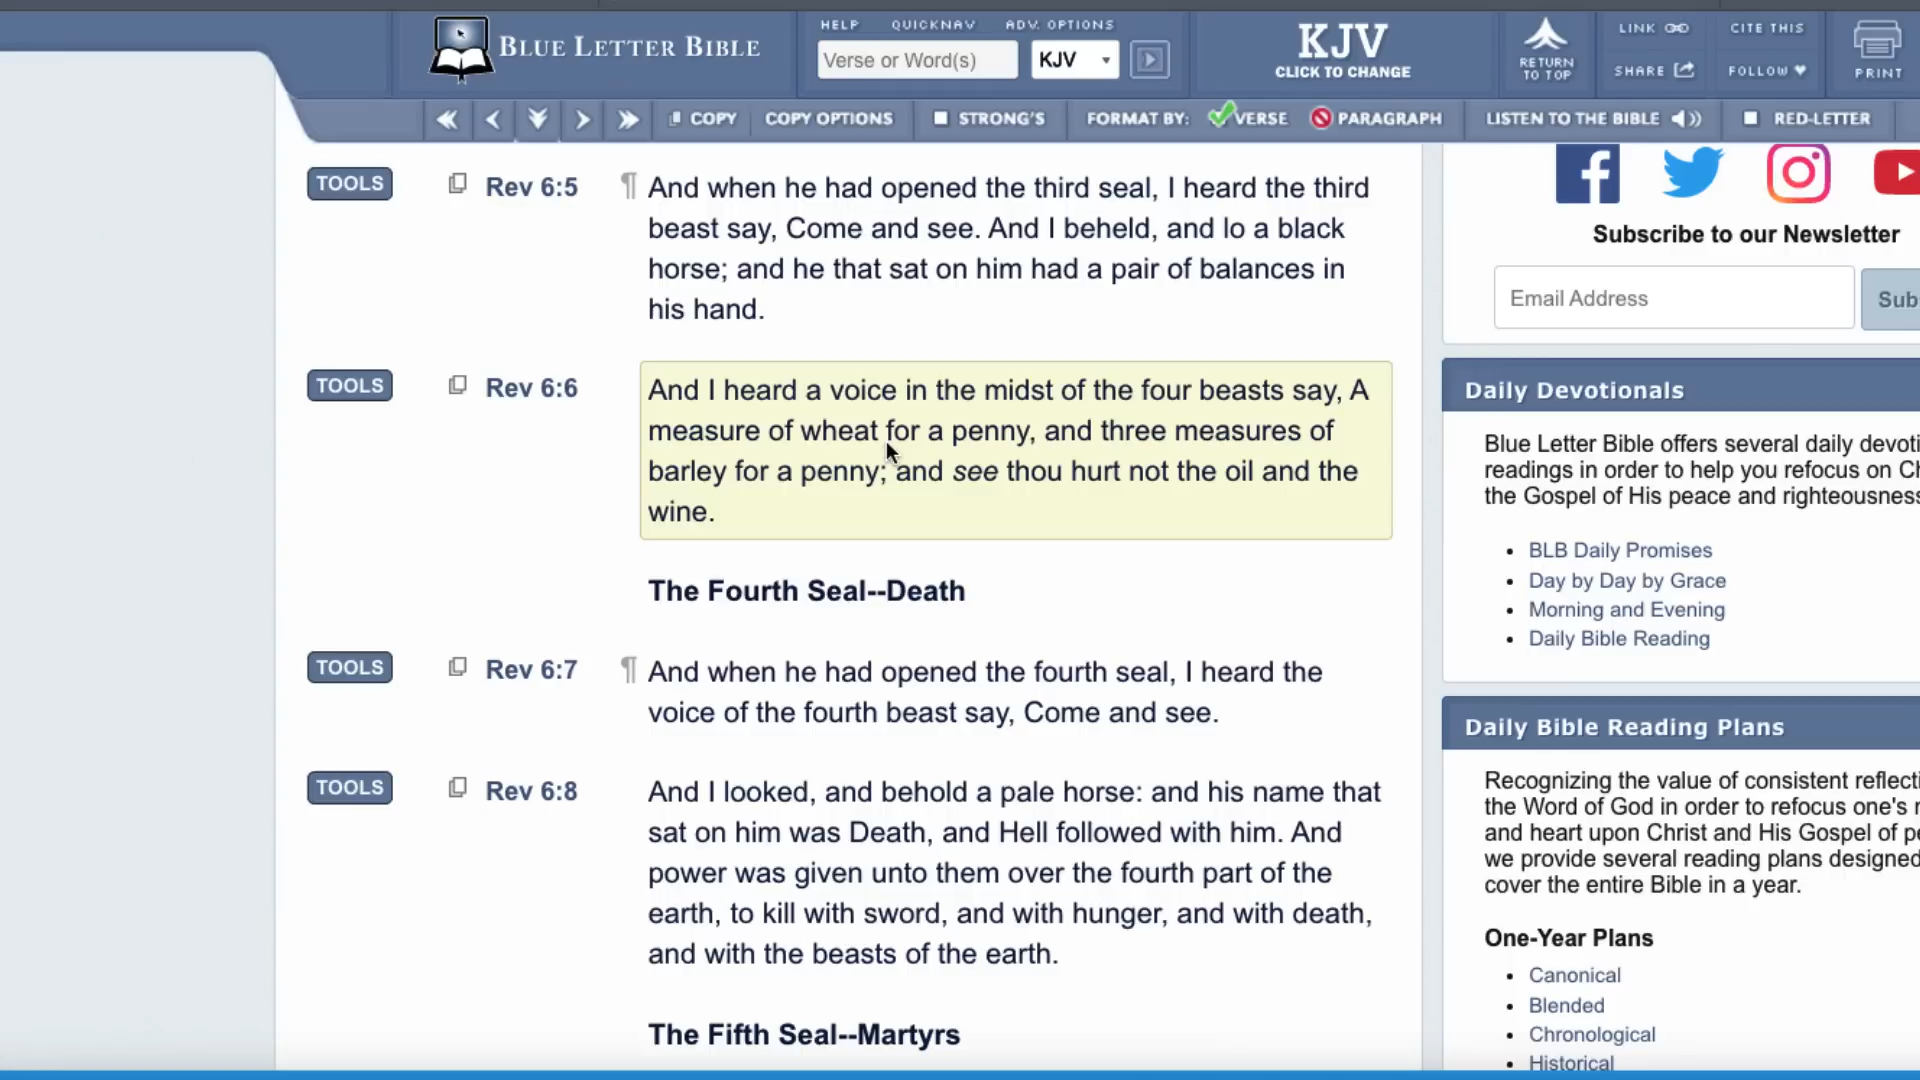 BLUE LETTER BIBLE
HELP QUICKNAV ADV. OPTIONS
Verse or Word(s) KJV
KJV
CLICK TO CHANGE
RETURN
TO TOP
LINK
SHARE
CITE THIS
FOLLOW
PRINT
COPY COPY OPTIONS STRONG'S FORMAT BY: VERSE PARAGRAPH LISTEN TO THE BIBLE RED-LETTER
TOOLS Rev 6:5 ¶ And when he had opened the third seal, I heard the third
beast say, Come and see. And I beheld, and lo a black
horse; and he that sat on him had a pair of balances in
his hand.
TOOLS Rev 6:6 And I heard a voice in the midst of the four beasts say, A
measure of wheat for a penny, and three measures of
barley for a penny; and see thou hurt not the oil and the
wine.
The Fourth Seal--Death
TOOLS Rev 6:7 ¶ And when he had opened the fourth seal, I heard the
voice of the fourth beast say, Come and see.
TOOLS Rev 6:8 And I looked, and behold a pale horse: and his name that
sat on him was Death, and Hell followed with him. And
power was given unto them over the fourth part of the
earth, to kill with sword, and with hunger, and with death,
and with the beasts of the earth.
The Fifth Seal--Martyrs
Subscribe to our Newsletter
Email Address Sub
Daily Devotionals
Blue Letter Bible offers several daily devoti
readings in order to help you refocus on Ch
the Gospel of His peace and righteousness
• BLB Daily Promises
• Day by Day by Grace
• Morning and Evening
• Daily Bible Reading
Daily Bible Reading Plans
Recognizing the value of consistent reflecti
the Word of God in order to refocus one's
and heart upon Christ and His Gospel of pe
we provide several reading plans designed
cover the entire Bible in a year.
One-Year Plans
• Canonical
• Blended
• Chronological
• Historical